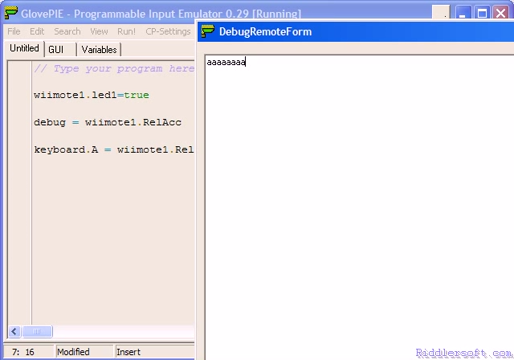 GlovePIE - Programmable Input Emulator 0.29 [Running]
File Edit Search View Run! CP-Settings
Untitled GUI Variables
// Type your program here
wiimote1.led1=true
debug = wiimote1.RelAcc
keyboard.A = wiimote1.Rel
7: 16 Modified Insert
DebugRemoteForm
aaaaaaaa
Riddlersoft.com